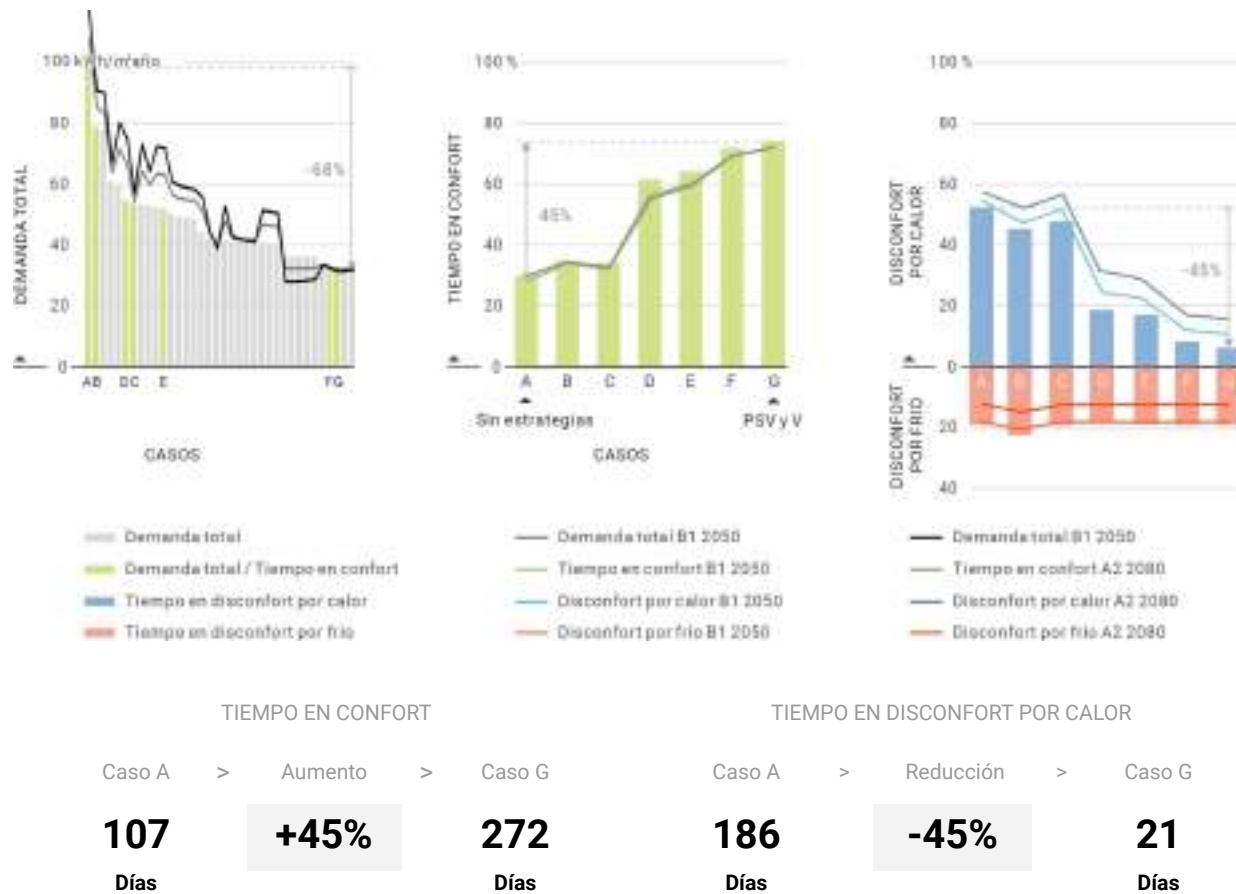 100 kWh/m²año
80
60
40
20
0
-68%
DEMANDA TOTAL
AB DC E FG
CASOS
100 %
80
60
40
20
0
45%
TIEMPO EN CONFORT
A B C D E F G
Sin estrategias PSV y V
CASOS
100 %
80
60
40
20
0
20
40
-45%
DISCONFORT
POR CALOR
DISCONFORT
POR FRIO
A B C D E F G
Demanda total
Demanda total / Tiempo en confort
Tiempo en disconfort por calor
Tiempo en disconfort por frío
Demanda total B1 2050
Tiempo en confort B1 2050
Disconfort por calor B1 2050
Disconfort por frío B1 2050
Demanda total B1 2050
Tiempo en confort A2 2080
Disconfort por calor A2 2080
Disconfort por frío A2 2080
TIEMPO EN CONFORT
Caso A > Aumento > Caso G
107 +45% 272
Días Días
TIEMPO EN DISCONFORT POR CALOR
Caso A > Reducción > Caso G
186 -45% 21
Días Días